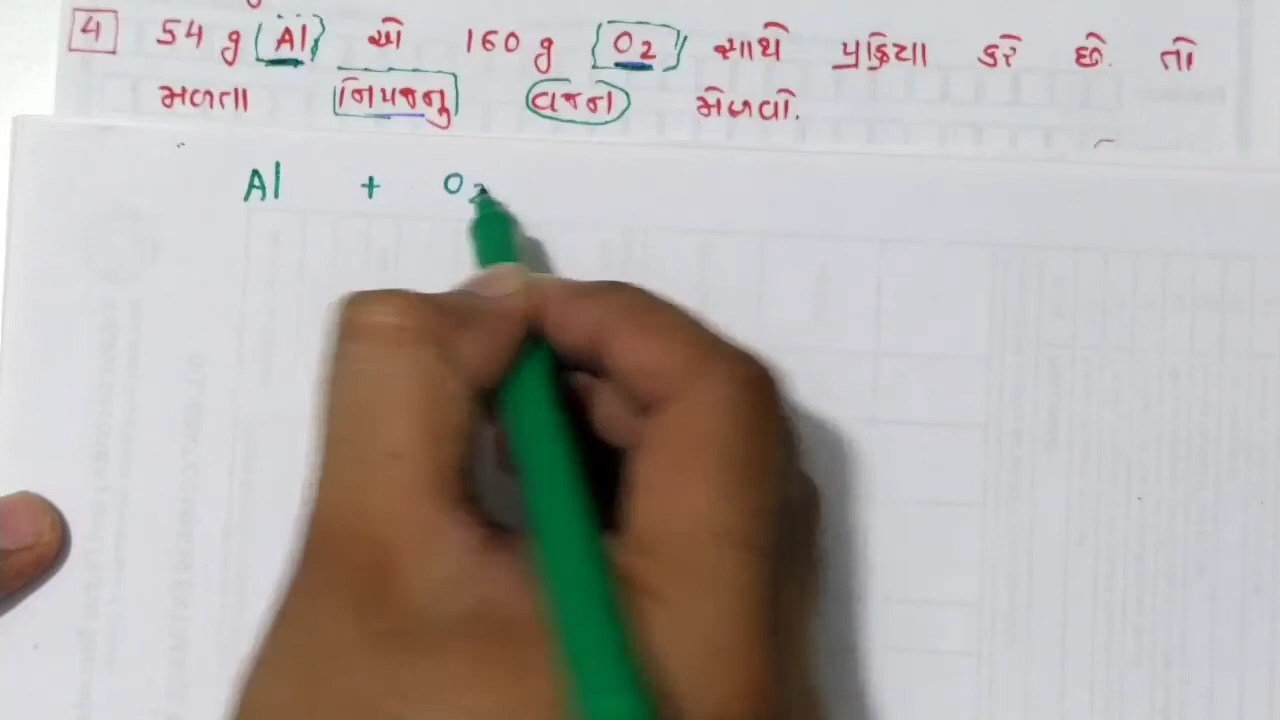 4 54 g Al એ 160 g O2 સાથે પ્રક્રિયા કરે છે. તો
મળતા નિપજનુ વજન મેળવો.
Al + O2